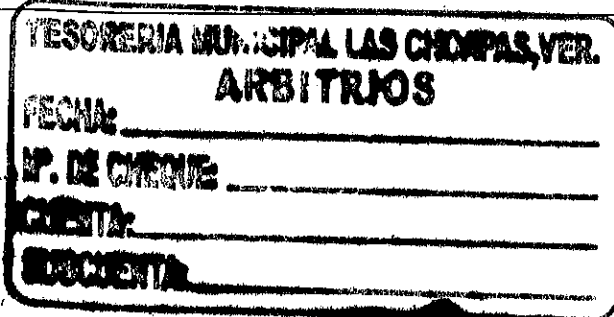 TESORERIA MUNICIPAL LAS CHOAPAS, VER.
ARBITRIOS
FECHA:
Nº. DE CHEQUE:
CUENTA:
SUBCUENTA: